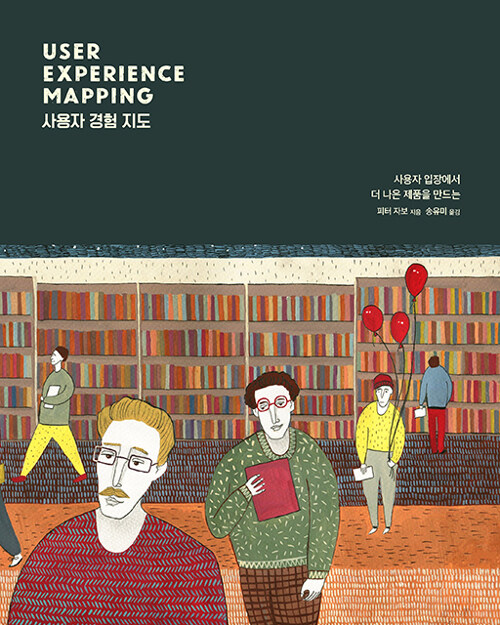 USER
EXPERIENCE
MAPPING
사용자 경험 지도
사용자 입장에서
더 나은 제품을 만드는
피터 자보 지음 송유미 옮김